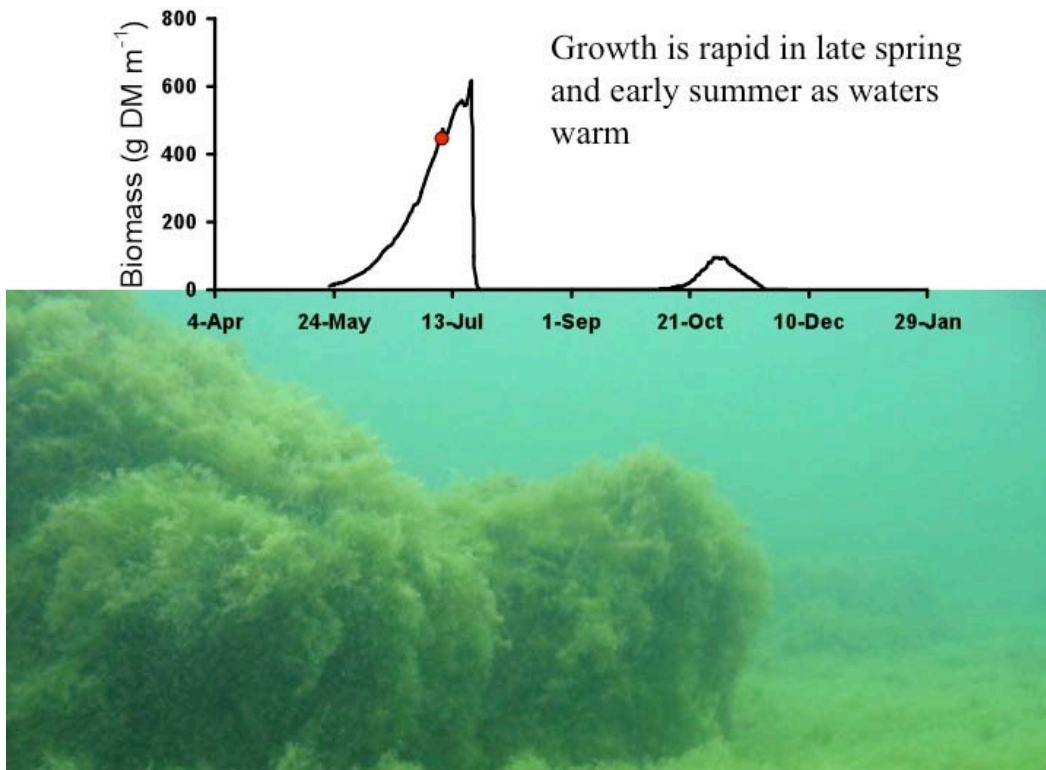 800
600
400
200
0
Biomass (g DM m⁻¹)
Growth is rapid in late spring
and early summer as waters
warm
4-Apr 24-May 13-Jul 1-Sep 21-Oct 10-Dec 29-Jan